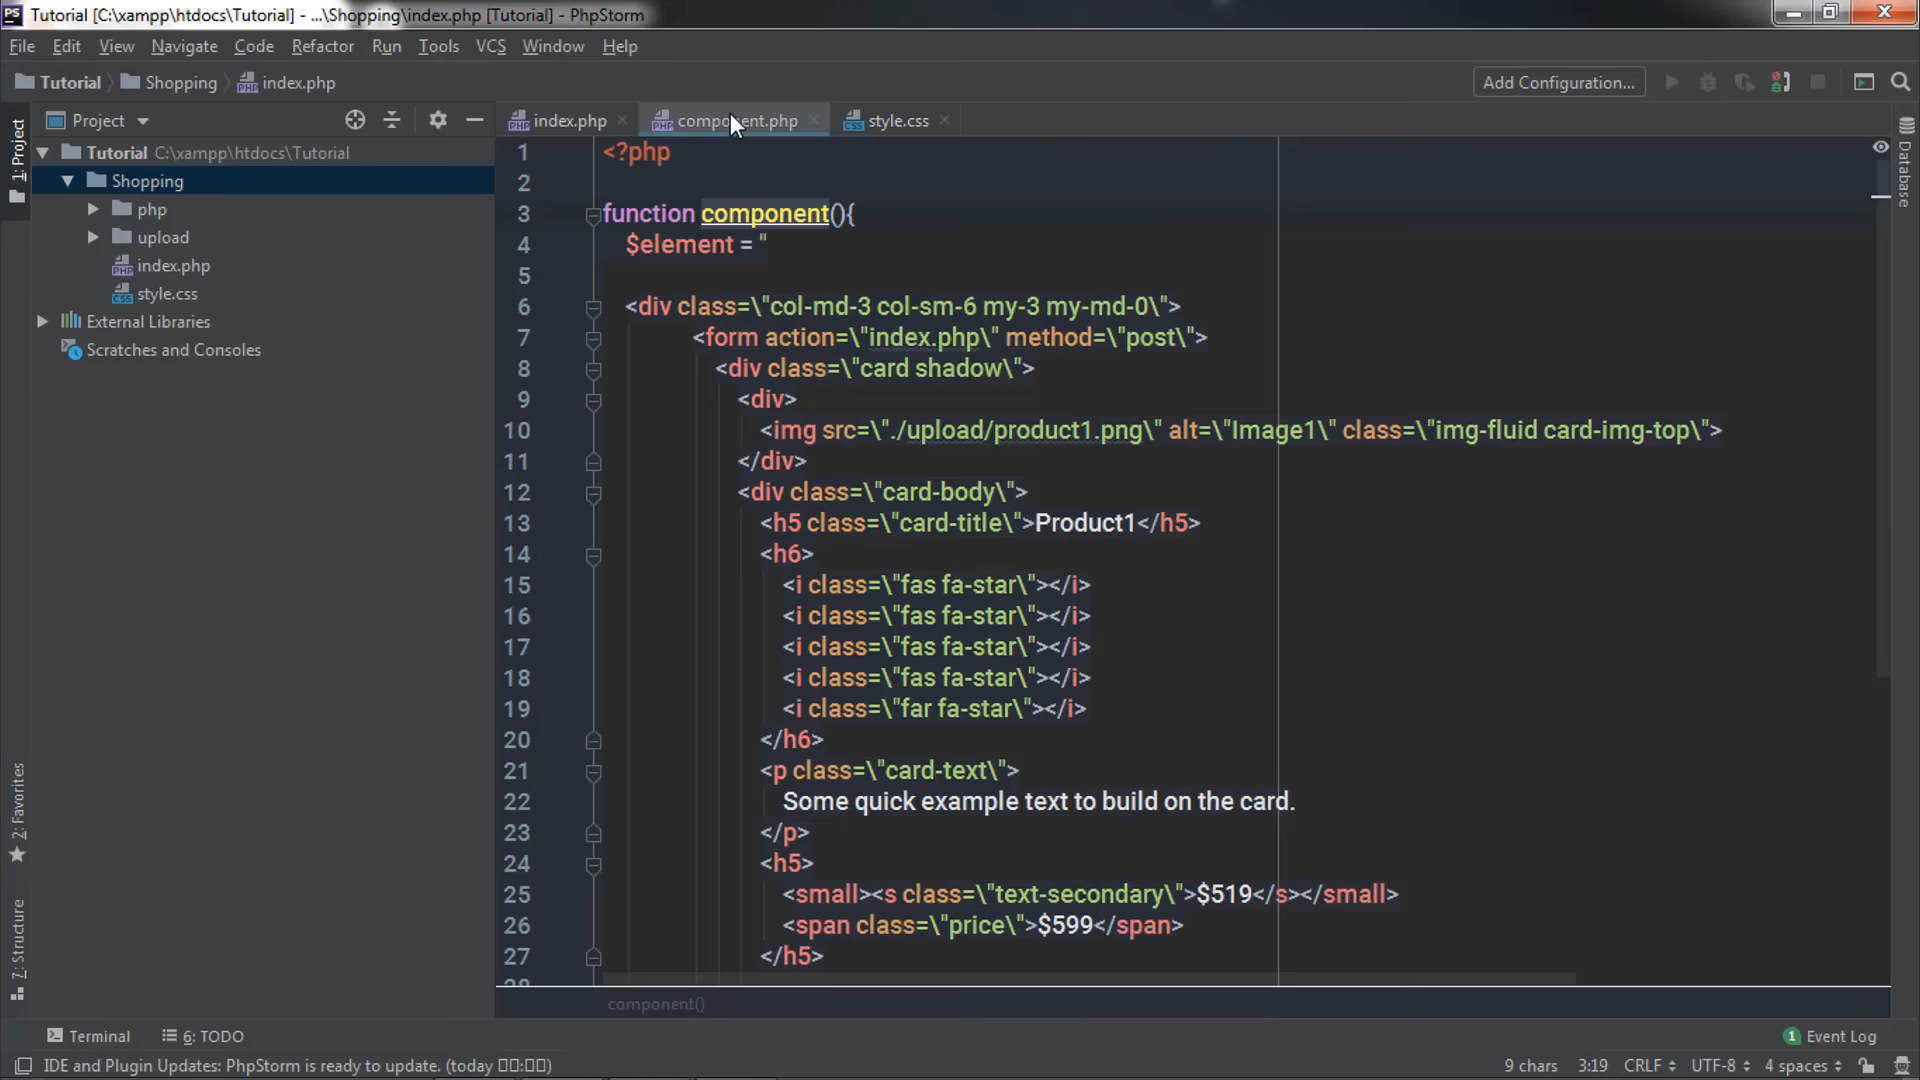 Tutorial [C:\xampp\htdocs\Tutorial] - ...\Shopping\index.php [Tutorial] - PhpStorm
File Edit View Navigate Code Refactor Run Tools VCS Window Help
Tutorial Shopping index.php Add Configuration...
Project index.php component.php style.css
1: Project
Tutorial C:\xampp\htdocs\Tutorial
Shopping
php
upload
index.php
style.css
External Libraries
Scratches and Consoles
2: Favorites
7: Structure
1 <?php
2
3 function component(){
4 $element = "
5
6 <div class=\"col-md-3 col-sm-6 my-3 my-md-0\">
7 <form action=\"index.php\" method=\"post\">
8 <div class=\"card shadow\">
9 <div>
10 <img src=\"./upload/product1.png\" alt=\"Image1\" class=\"img-fluid card-img-top\">
11 </div>
12 <div class=\"card-body\">
13 <h5 class=\"card-title\">Product1</h5>
14 <h6>
15 <i class=\"fas fa-star\"></i>
16 <i class=\"fas fa-star\"></i>
17 <i class=\"fas fa-star\"></i>
18 <i class=\"fas fa-star\"></i>
19 <i class=\"far fa-star\"></i>
20 </h6>
21 <p class=\"card-text\">
22 Some quick example text to build on the card.
23 </p>
24 <h5>
25 <small><s class=\"text-secondary\">$519</s></small>
26 <span class=\"price\">$599</span>
27 </h5>
Database
component()
Terminal 6: TODO 1 Event Log
IDE and Plugin Updates: PhpStorm is ready to update. (today 9 chars 3:19 CRLF UTF-8 4 spaces